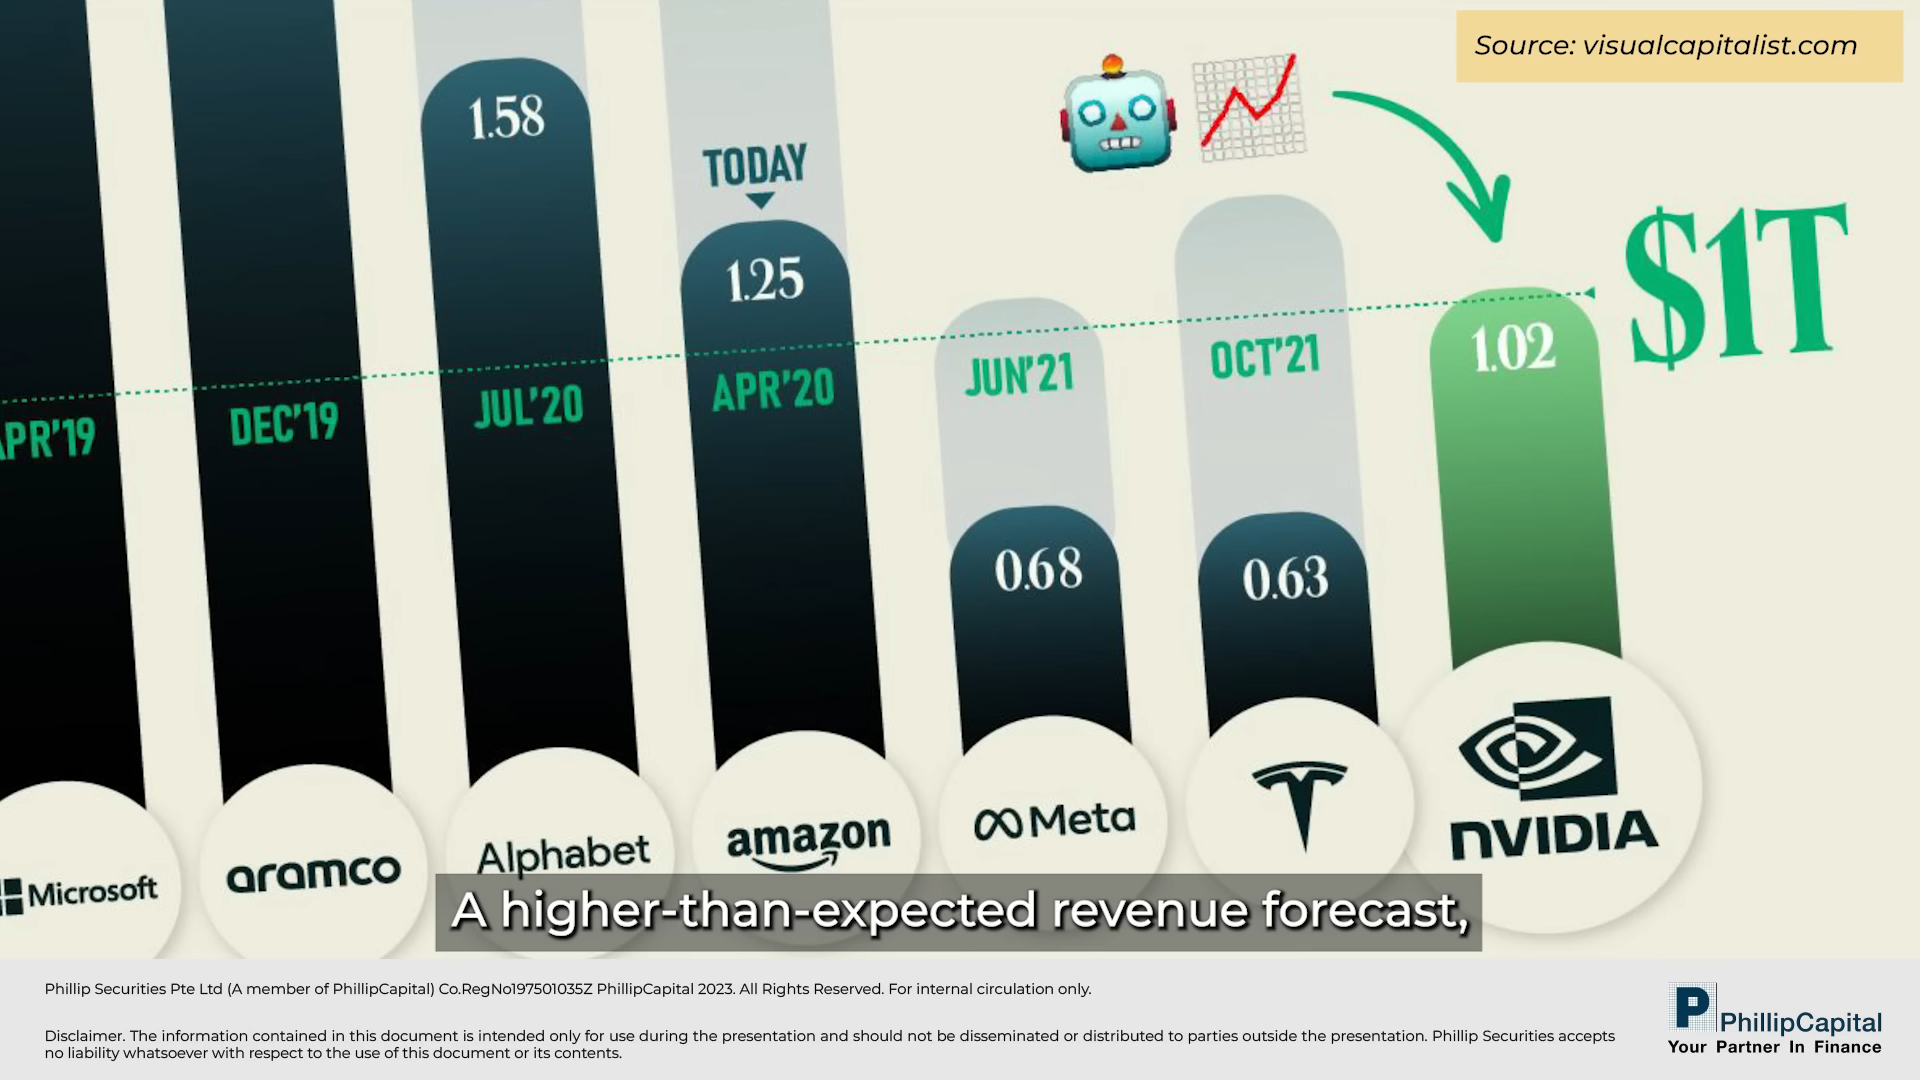 Source: visualcapitalist.com
1.58
TODAY
1.25
$1T
1.02
APR'19
DEC'19
JUL'20
APR'20
JUN'21
OCT'21
0.68
0.63
Microsoft
aramco
Alphabet
amazon
Meta
NVIDIA
A higher-than-expected revenue forecast,
Phillip Securities Pte Ltd (A member of PhillipCapital) Co.RegNo197501035Z PhillipCapital 2023. All Rights Reserved. For internal circulation only.
Disclaimer. The information contained in this document is intended only for use during the presentation and should not be disseminated or distributed to parties outside the presentation. Phillip Securities accepts
no liability whatsoever with respect to the use of this document or its contents.
P
PhillipCapital
Your Partner In Finance